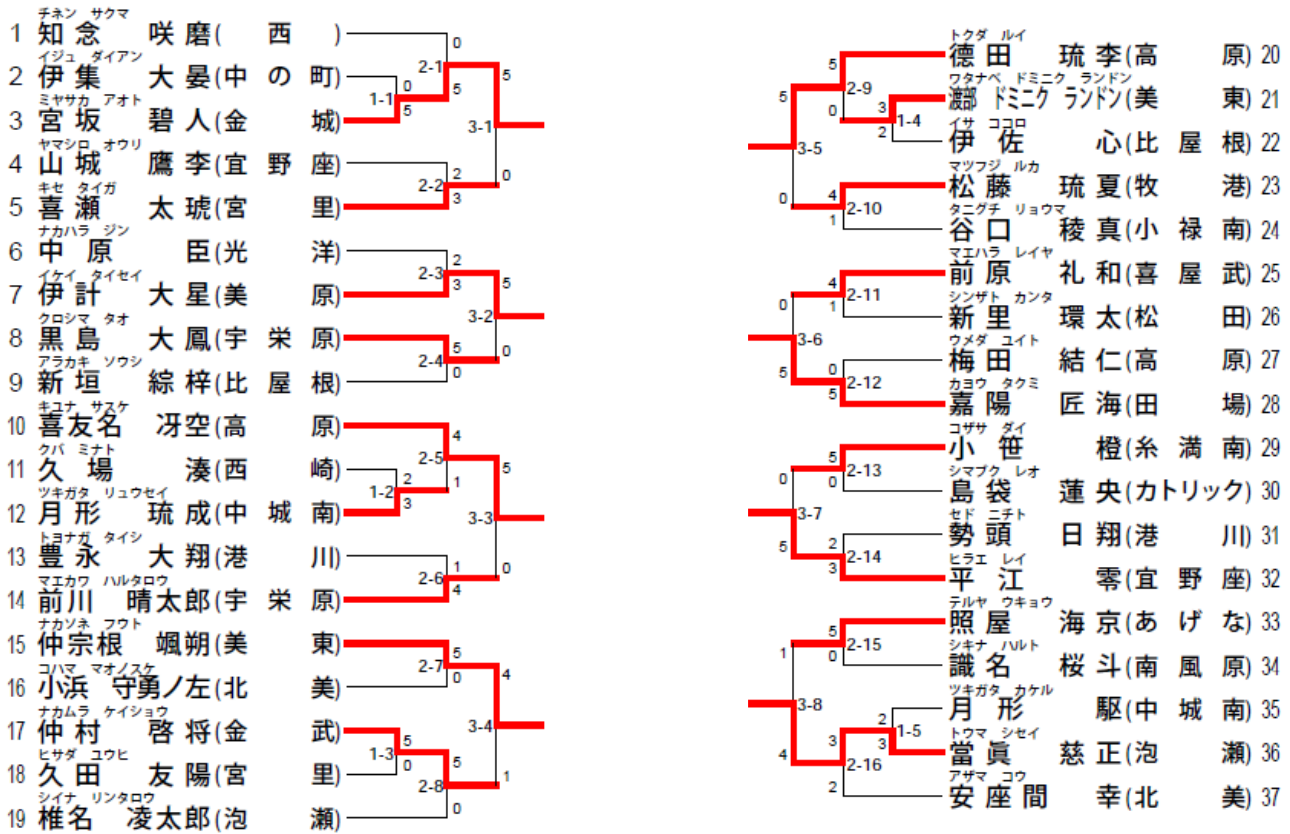 チネン サクマ
1 知念 咲磨(西)
イジュ ダイアン
2 伊集 大晏(中の町)
ミヤサカ アオト
3 宮坂 碧人(金城)
ヤマシロ オウリ
4 山城 鷹李(宜野座)
キセ タイガ
5 喜瀬 太琥(宮里)
ナカハラ ジン
6 中原 臣(光洋)
イケイ タイセイ
7 伊計 大星(美原)
クロシマ タオ
8 黒島 大鳳(宇栄原)
アラカキ ソウシ
9 新垣 綜梓(比屋根)
キユナ サスケ
10 喜友名 冴空(高原)
クバ ミナト
11 久場 湊(西崎)
ツキガタ リュウセイ
12 月形 琉成(中城南)
トヨナガ タイシ
13 豊永 大翔(港川)
マエカワ ハルタロウ
14 前川 晴太郎(宇栄原)
ナカソネ フウト
15 仲宗根 颯朔(美東)
コハマ マオノスケ
16 小浜 守勇ノ左(北美)
ナカムラ ケイショウ
17 仲村 啓将(金武)
ヒサダ ユウヒ
18 久田 友陽(宮里)
シイナ リンタロウ
19 椎名 凌太郎(泡瀬)
0
2-1
5
5
1-1
0
5
3-1
2
2-2
3
0
2
2-3
3
5
3-2
5
2-4
0
0
4
2-5
1
5
1-2
2
3
3-3
1
2-6
4
0
5
2-7
0
4
3-4
1-3
5
0
5
2-8
0
1
トクダ ルイ
德田 琉李(高原) 20
ワタナベ ドミニク ランドン
渡部 ドミニク ランドン(美東) 21
イサ ココロ
伊佐 心(比屋根) 22
マツフジ ルカ
松藤 琉夏(牧港) 23
タニグチ リョウマ
谷口 稜真(小禄南) 24
マエハラ レイヤ
前原 礼和(喜屋武) 25
シンザト カンタ
新里 環太(松田) 26
ウメダ ユイト
梅田 結仁(高原) 27
カヨウ タクミ
嘉陽 匠海(田場) 28
コザサ ダイ
小笹 橙(糸満南) 29
シマブク レオ
島袋 蓮央(カトリック) 30
セド ニチト
勢頭 日翔(港川) 31
ヒラエ レイ
平江 零(宜野座) 32
テルヤ ウキョウ
照屋 海京(あげな) 33
シキナ ハルト
識名 桜斗(南風原) 34
ツキガタ カケル
月形 駆(中城南) 35
トウマ シセイ
當眞 慈正(泡瀬) 36
アザマ コウ
安座間 幸(北美) 37
5
2-9
5
0
3
1-4
2
3-5
0
4
2-10
1
4
2-11
1
0
3-6
5
0
2-12
5
5
2-13
0
0
3-7
5
2
2-14
3
5
2-15
0
1
3-8
4
2
1-5
3
3
2-16
2